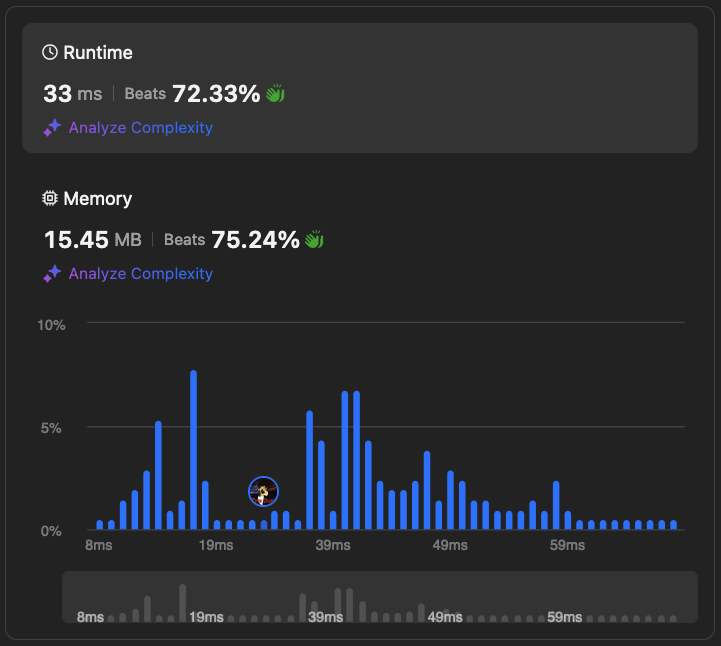 Runtime
33 ms | Beats 72.33%
Analyze Complexity
Memory
15.45 MB | Beats 75.24%
Analyze Complexity
10%
5%
0%
8ms 19ms 39ms 49ms 59ms
8ms 19ms 39ms 49ms 59ms